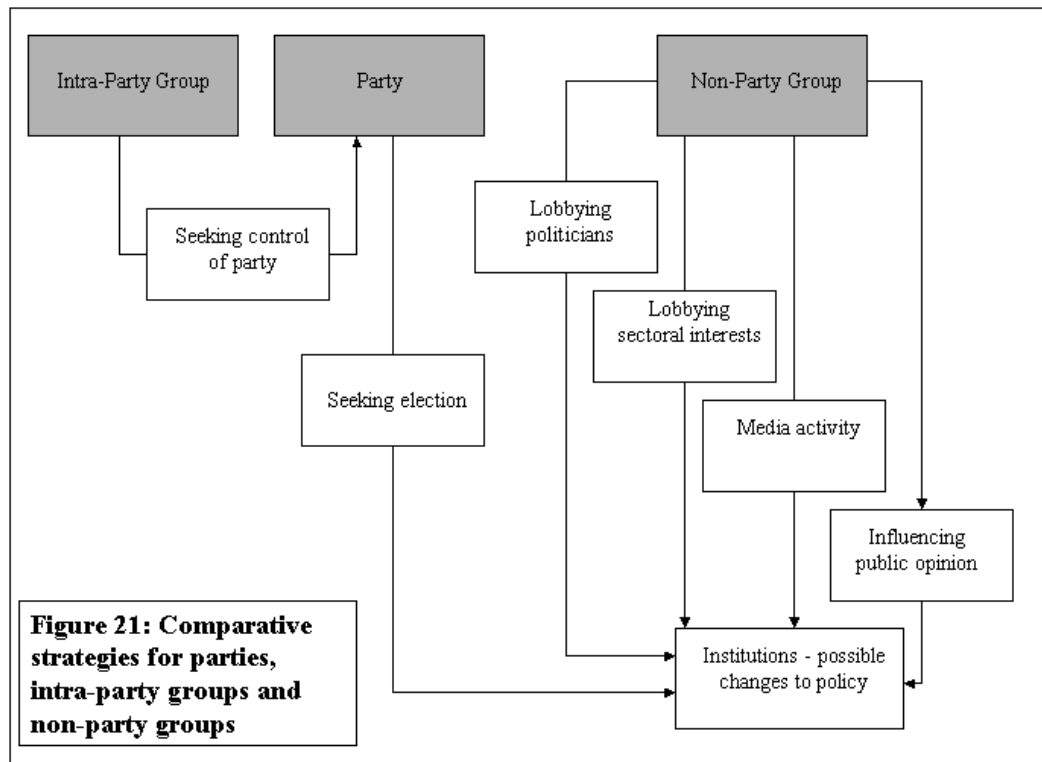 Intra-Party Group
Party
Non-Party Group
Lobbying
politicians
Seeking control
of party
Lobbying
sectoral interests
Seeking election
Media activity
Influencing
public opinion
Figure 21: Comparative
strategies for parties,
intra-party groups and
non-party groups
Institutions - possible
changes to policy